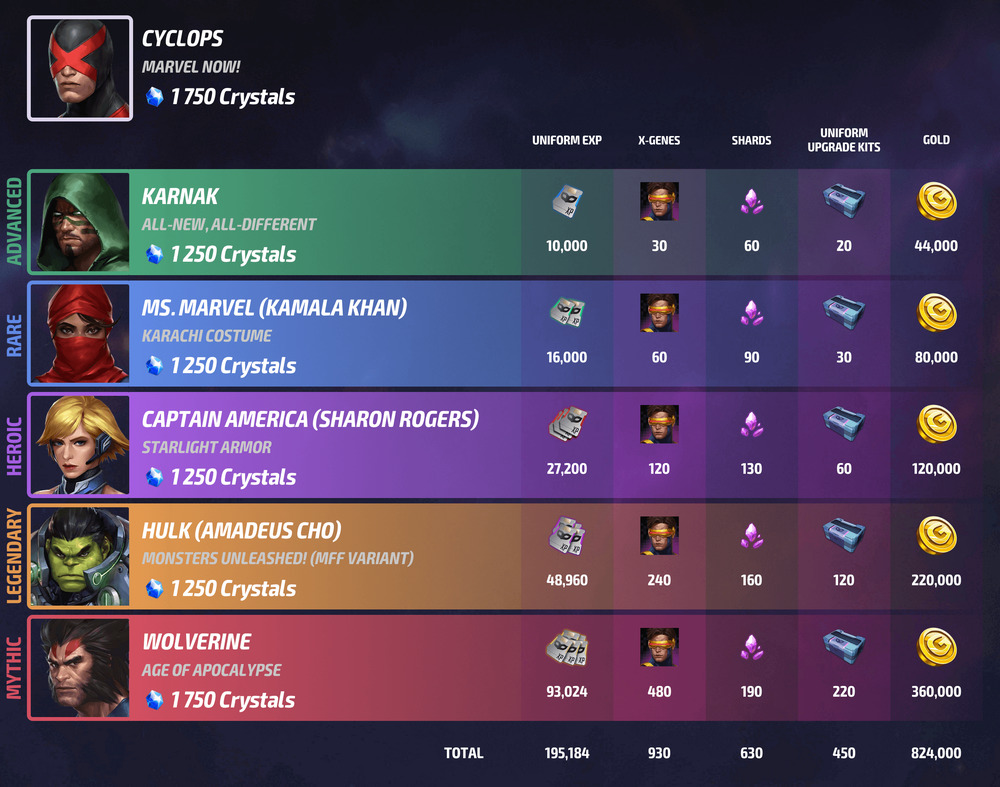 CYCLOPS
MARVEL NOW!
1 750 Crystals
UNIFORM EXP
X-GENES
SHARDS
UNIFORM
UPGRADE KITS
GOLD
ADVANCED
KARNAK
ALL-NEW, ALL-DIFFERENT
1 250 Crystals
10,000
30
60
20
44,000
RARE
MS. MARVEL (KAMALA KHAN)
KARACHI COSTUME
1 250 Crystals
16,000
60
90
30
80,000
HEROIC
CAPTAIN AMERICA (SHARON ROGERS)
STARLIGHT ARMOR
1 250 Crystals
27,200
120
130
60
120,000
LEGENDARY
HULK (AMADEUS CHO)
MONSTERS UNLEASHED! (MFF VARIANT)
1 250 Crystals
48,960
240
160
120
220,000
MYTHIC
WOLVERINE
AGE OF APOCALYPSE
1 750 Crystals
93,024
480
190
220
360,000
TOTAL
195,184
930
630
450
824,000